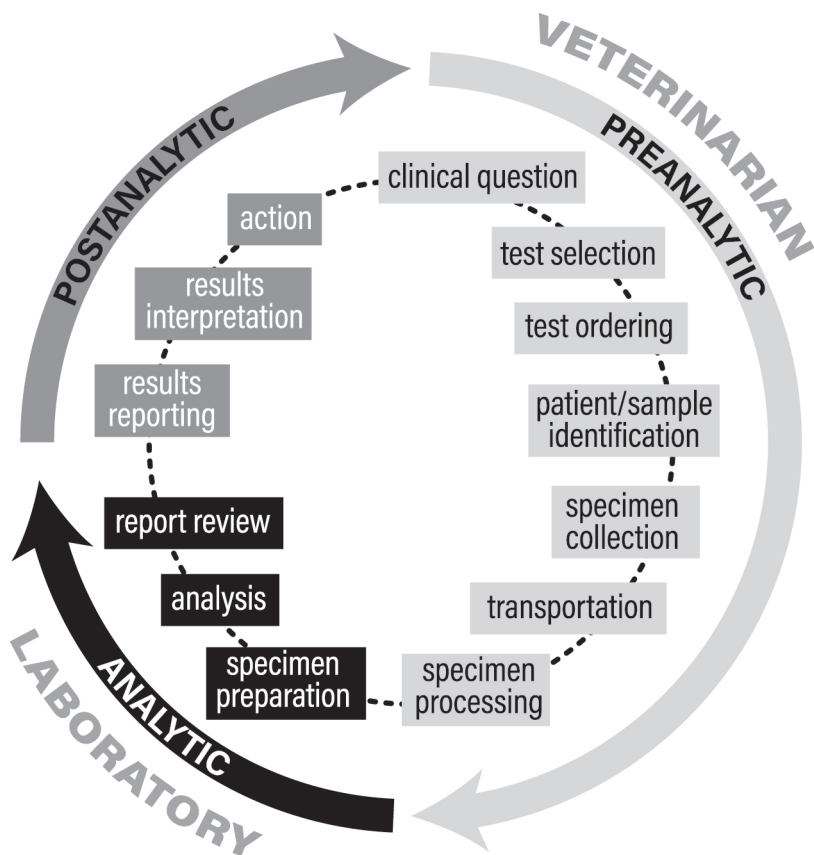 VETERINARIAN
PREANALYTIC
clinical question
test selection
test ordering
patient/sample
identification
specimen
collection
transportation
specimen
processing
LABORATORY
ANALYTIC
specimen
preparation
analysis
report review
POSTANALYTIC
results
reporting
results
interpretation
action